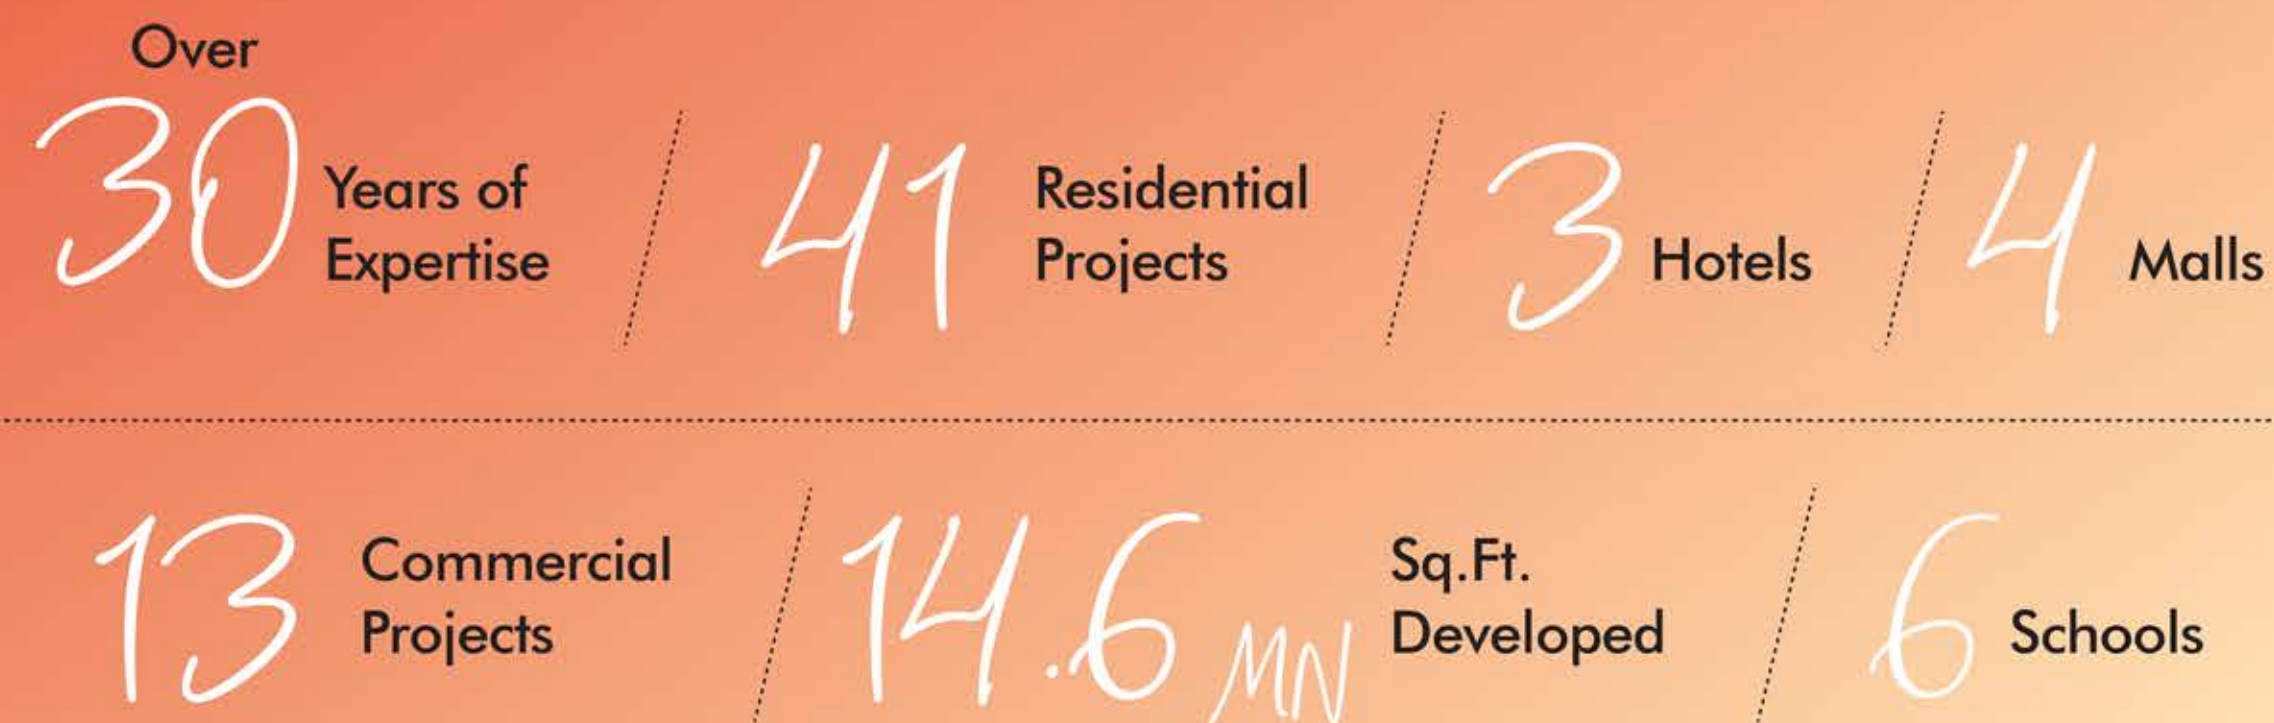 Over
30 Years of
Expertise
41 Residential
Projects
3 Hotels
4 Malls
13 Commercial
Projects
14.6 MN Sq.Ft.
Developed
6 Schools